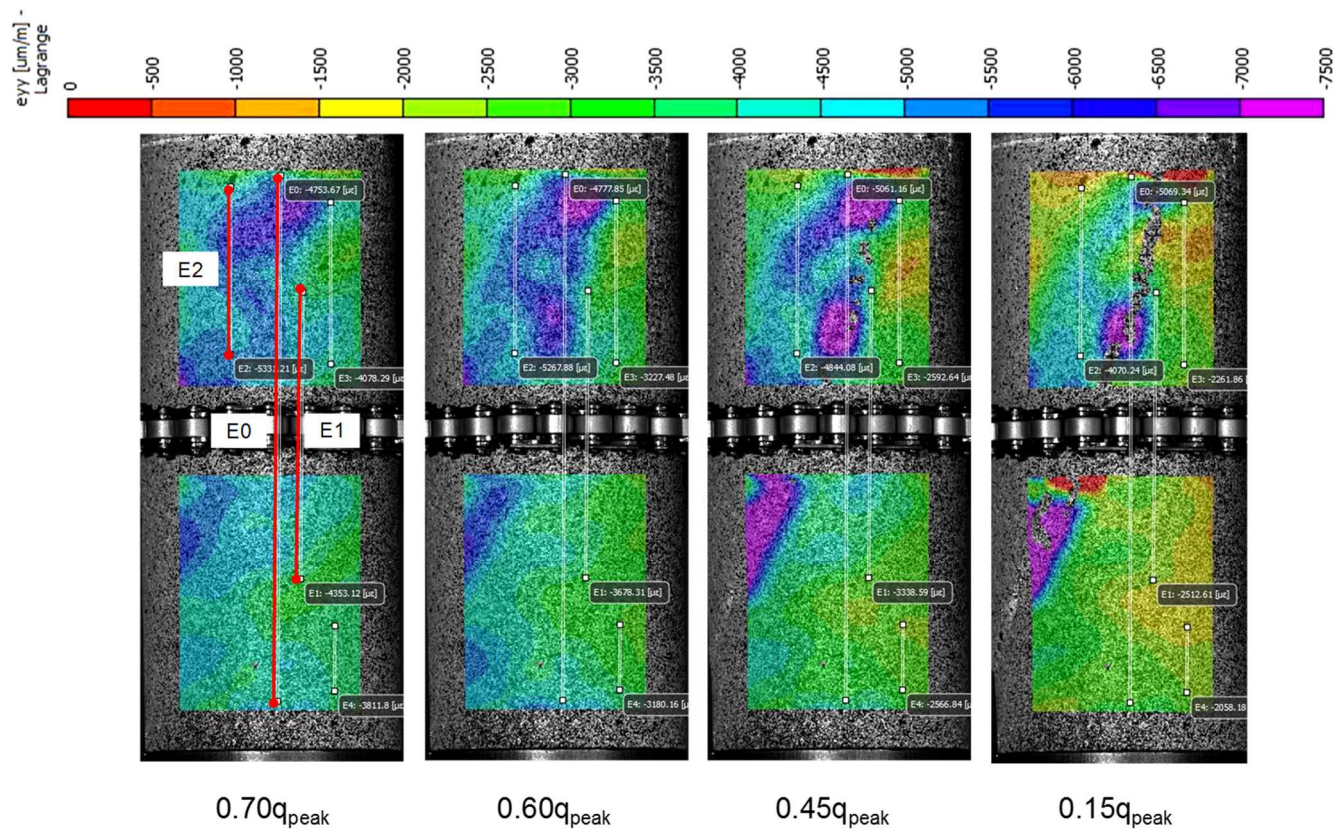 eyy [um/m] -
Lagrange
0
-500
-1000
-1500
-2000
-2500
-3000
-3500
-4000
-4500
-5000
-5500
-6000
-6500
-7000
-7500
E0: -4753.67 [µε]
E2
E2: -5331.21 [µε]
E3: -4078.29 [µε
E0
E1
E1: -4353.12 [µε]
E4: -3811.8 [µε]
E0: -4777.85 [µε]
E2: -5267.88 [µε]
E3: -3227.48 [µε
E1: -3678.31 [µε]
E4: -3180.16 [µε
E0: -5061.16 [µε]
E2: -4844.08 [µε]
E3: -2592.64 [µε
E1: -3338.59 [µε]
E4: -2566.84 [µε
E0: -5069.34 [µε]
E2: -4070.24 [µε]
E3: -2261.86 [µε
E1: -2512.61 [µε]
E4: -2058.18
0.70qpeak
0.60qpeak
0.45qpeak
0.15qpeak